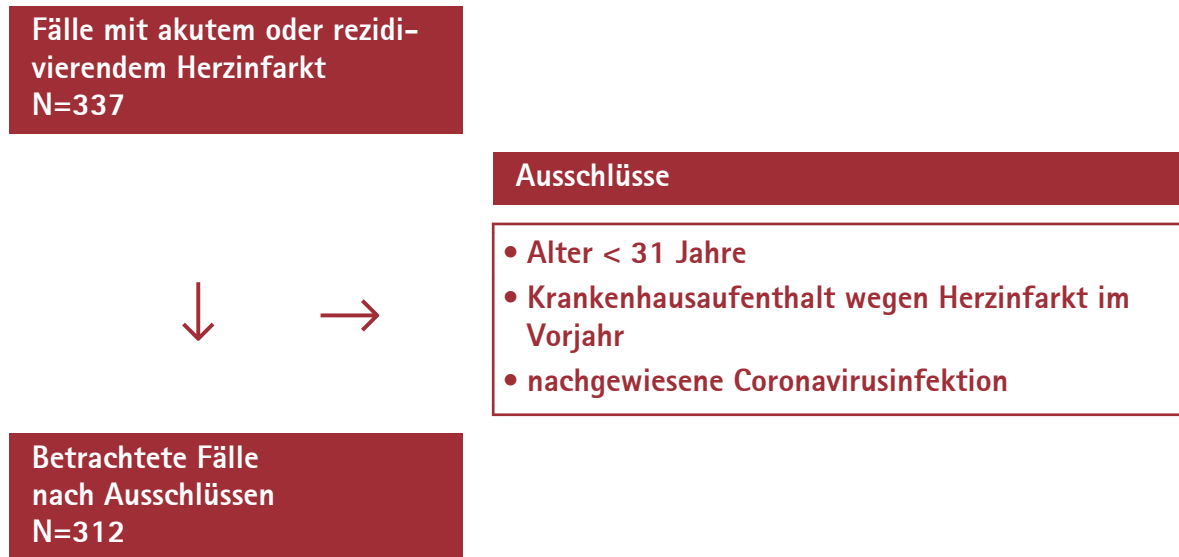 Fälle mit akutem oder rezidi-
vierendem Herzinfarkt
N=337
Ausschlüsse
• Alter < 31 Jahre
• Krankenhausaufenthalt wegen Herzinfarkt im
Vorjahr
• nachgewiesene Coronavirusinfektion
Betrachtete Fälle
nach Ausschlüssen
N=312